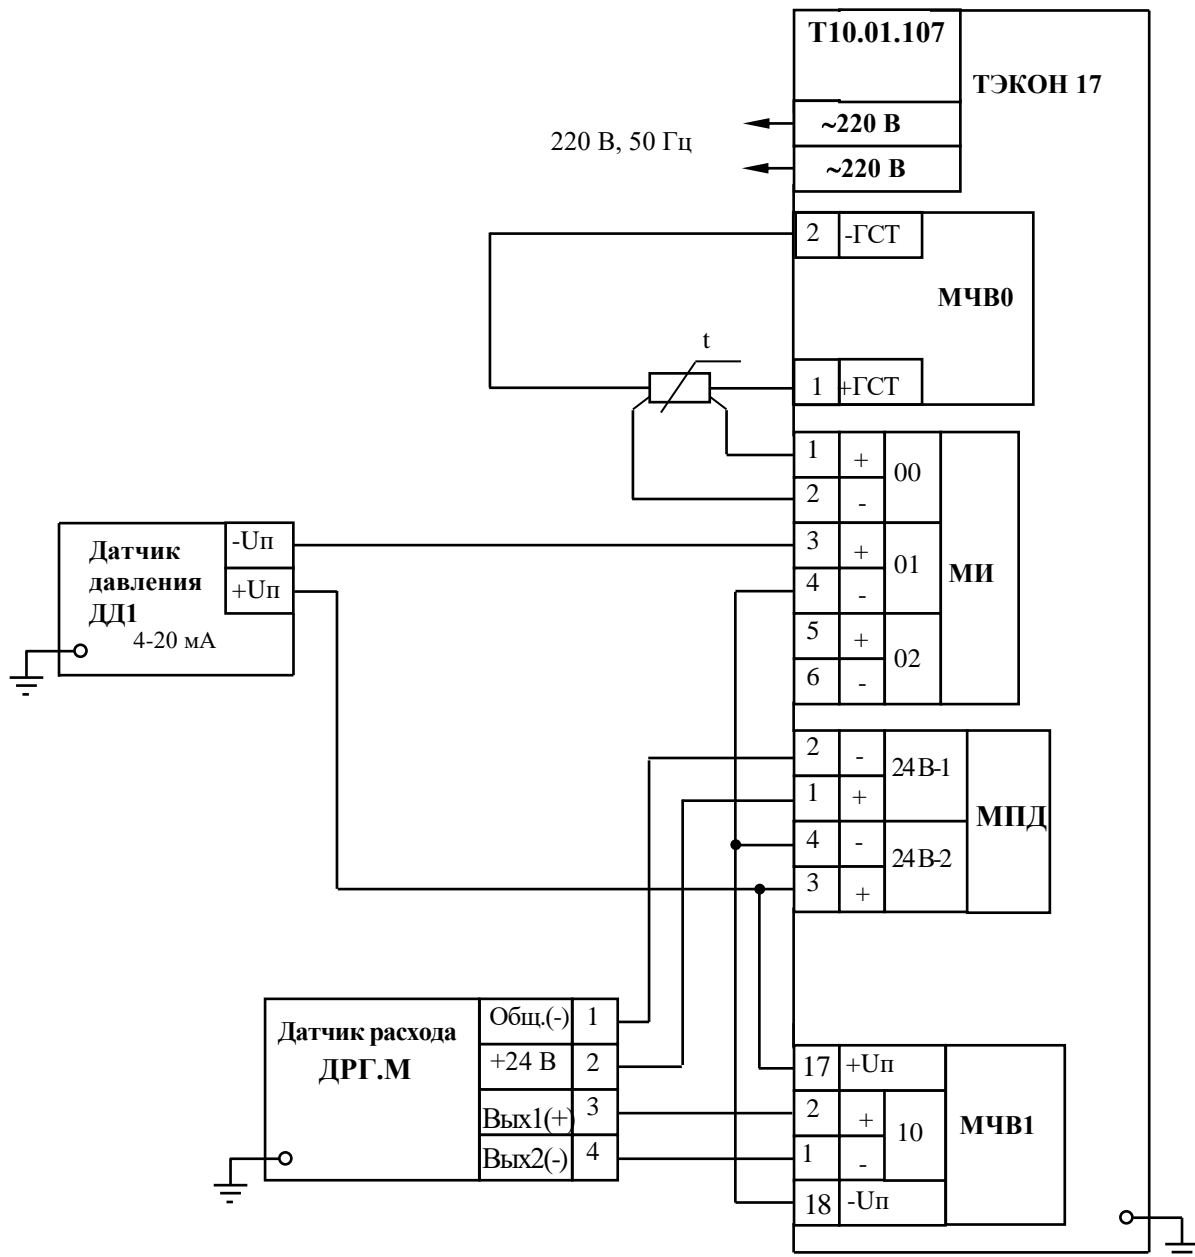 Т10.01.107
ТЭКОН 17
~220 В
220 В, 50 Гц
~220 В
2 -ГСТ
МЧВ0
t
1 +ГСТ
1 +
00
2 -
3 +
01
4 -
МИ
5 +
02
6 -
Датчик
давления
ДД1
4-20 мА
-Uп
+Uп
2 -
24 В-1
1 +
МПД
4 -
24 В-2
3 +
Датчик расхода
ДРГ.М
Общ.(-) 1
+24 В 2
Вых1(+) 3
Вых2(-) 4
17 +Uп
2 +
10
МЧВ1
1 -
18 -Uп